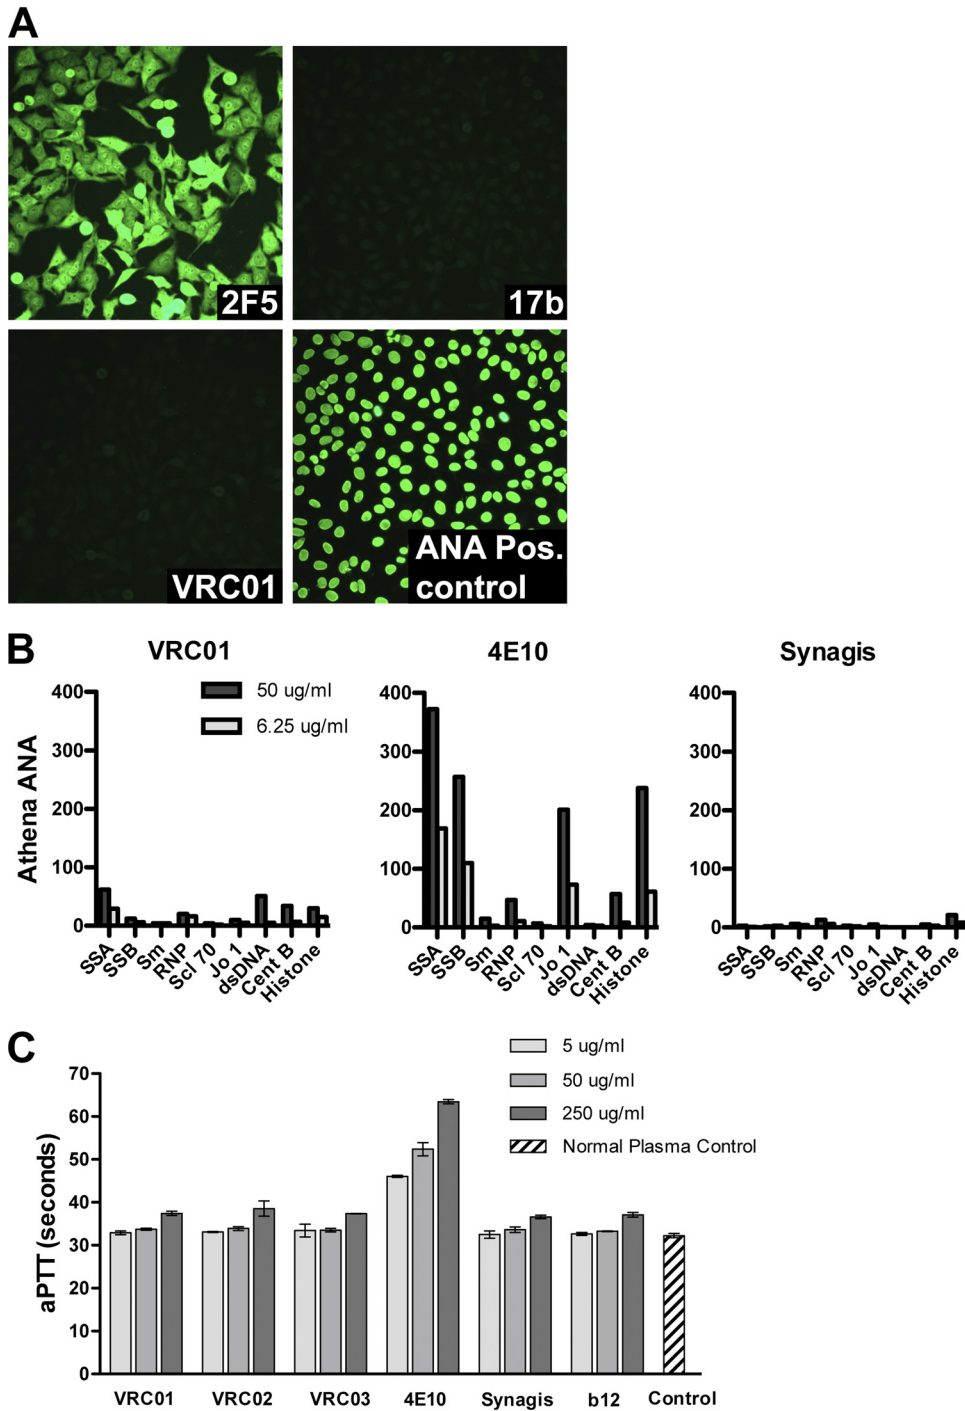 A
2F5
17b
VRC01
ANA Pos.
control
B
VRC01
4E10
Synagis
50 ug/ml
6.25 ug/ml
Athena ANA
400
300
200
100
0
SSA
SSB
Sm
RNP
Scl 70
Jo 1
dsDNA
Cent B
Histone
400
300
200
100
0
SSA
SSB
Sm
RNP
Scl 70
Jo 1
dsDNA
Cent B
Histone
400
300
200
100
0
SSA
SSB
Sm
RNP
Scl 70
Jo 1
dsDNA
Cent B
Histone
C
5 ug/ml
50 ug/ml
250 ug/ml
Normal Plasma Control
aPTT (seconds)
70
60
50
40
30
20
10
0
VRC01
VRC02
VRC03
4E10
Synagis
b12
Control